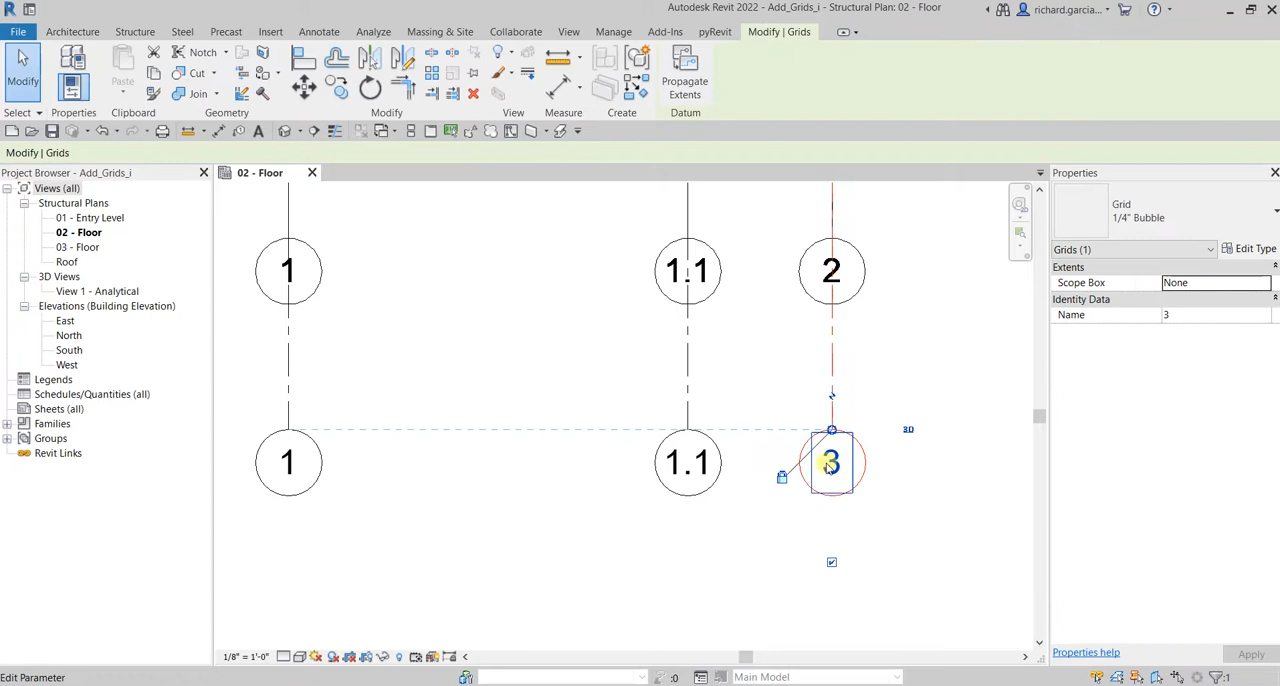 Autodesk Revit 2022 - Add_Grids_i - Structural Plan: 02 - Floor
richard.garcia...
File Architecture Structure Steel Precast Insert Annotate Analyze Massing & Site Collaborate View Manage Add-Ins pyRevit Modify | Grids
Modify
Paste
Notch
Cut
Join
Propagate
Extents
Select Properties Clipboard Geometry Modify View Measure Create Datum
Modify | Grids
Project Browser - Add_Grids_i
02 - Floor
Properties
Views (all)
Structural Plans
01 - Entry Level
02 - Floor
03 - Floor
Roof
3D Views
View 1 - Analytical
Elevations (Building Elevation)
East
North
South
West
Legends
Schedules/Quantities (all)
Sheets (all)
Families
Groups
Revit Links
1 1.1 2
3D
1 1.1 3
Grid
1/4" Bubble
Grids (1) Edit Type
Extents
Scope Box None
Identity Data
Name 3
Properties help Apply
1/8" = 1'-0"
Edit Parameter
:0 Main Model
:1